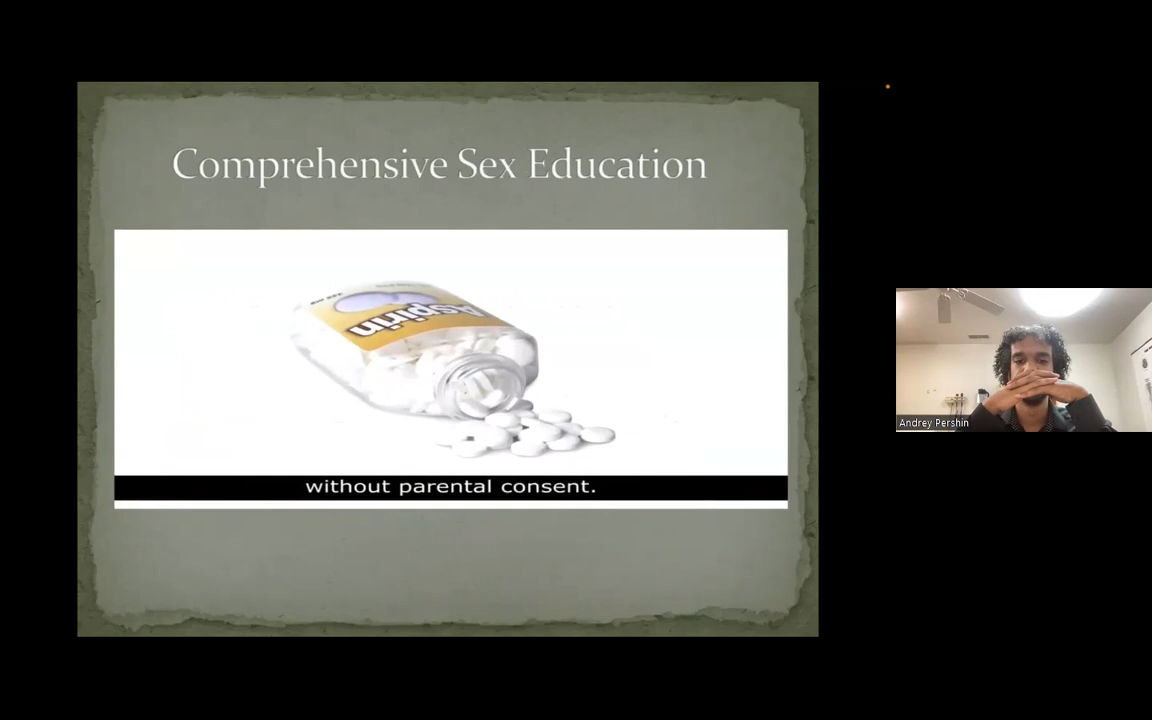 Comprehensive Sex Education
Aspirin
without parental consent.
Andrey Pershin